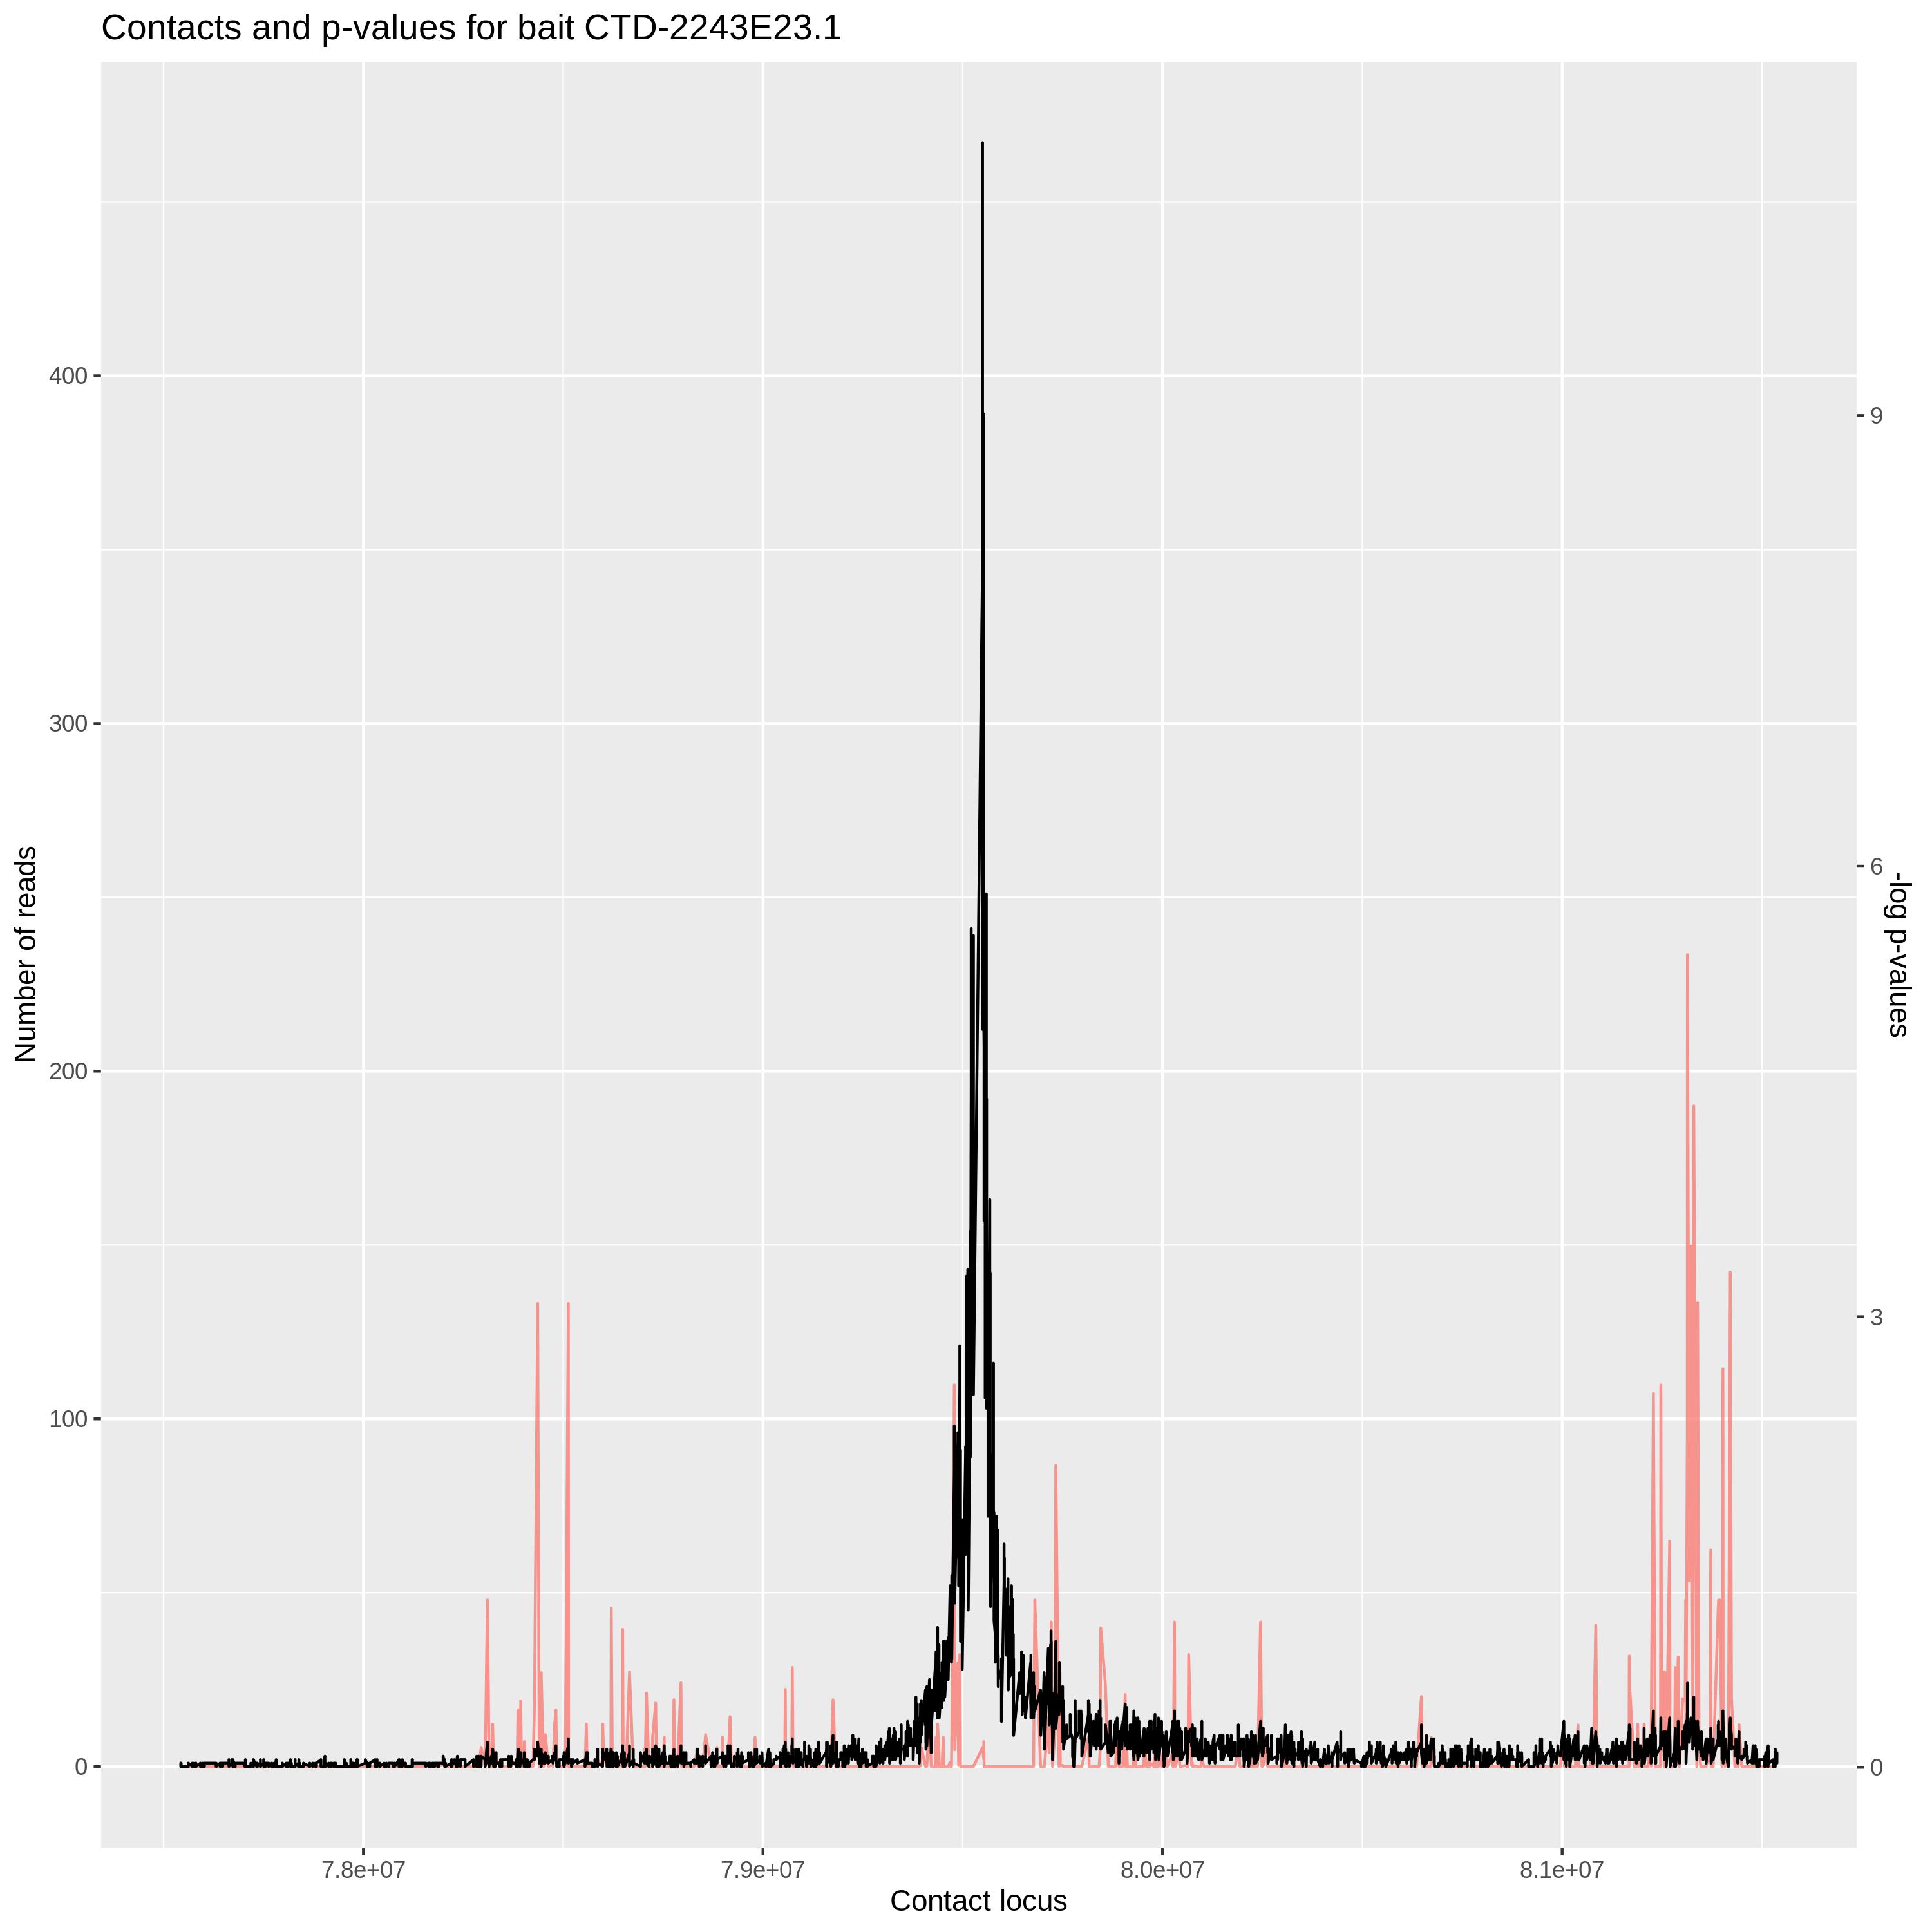 Contacts and p-values for bait CTD-2243E23.1
400
300
200
100
0
Number of reads
9
6
3
0
-log p-values
7.8e+07
7.9e+07
8.0e+07
8.1e+07
Contact locus